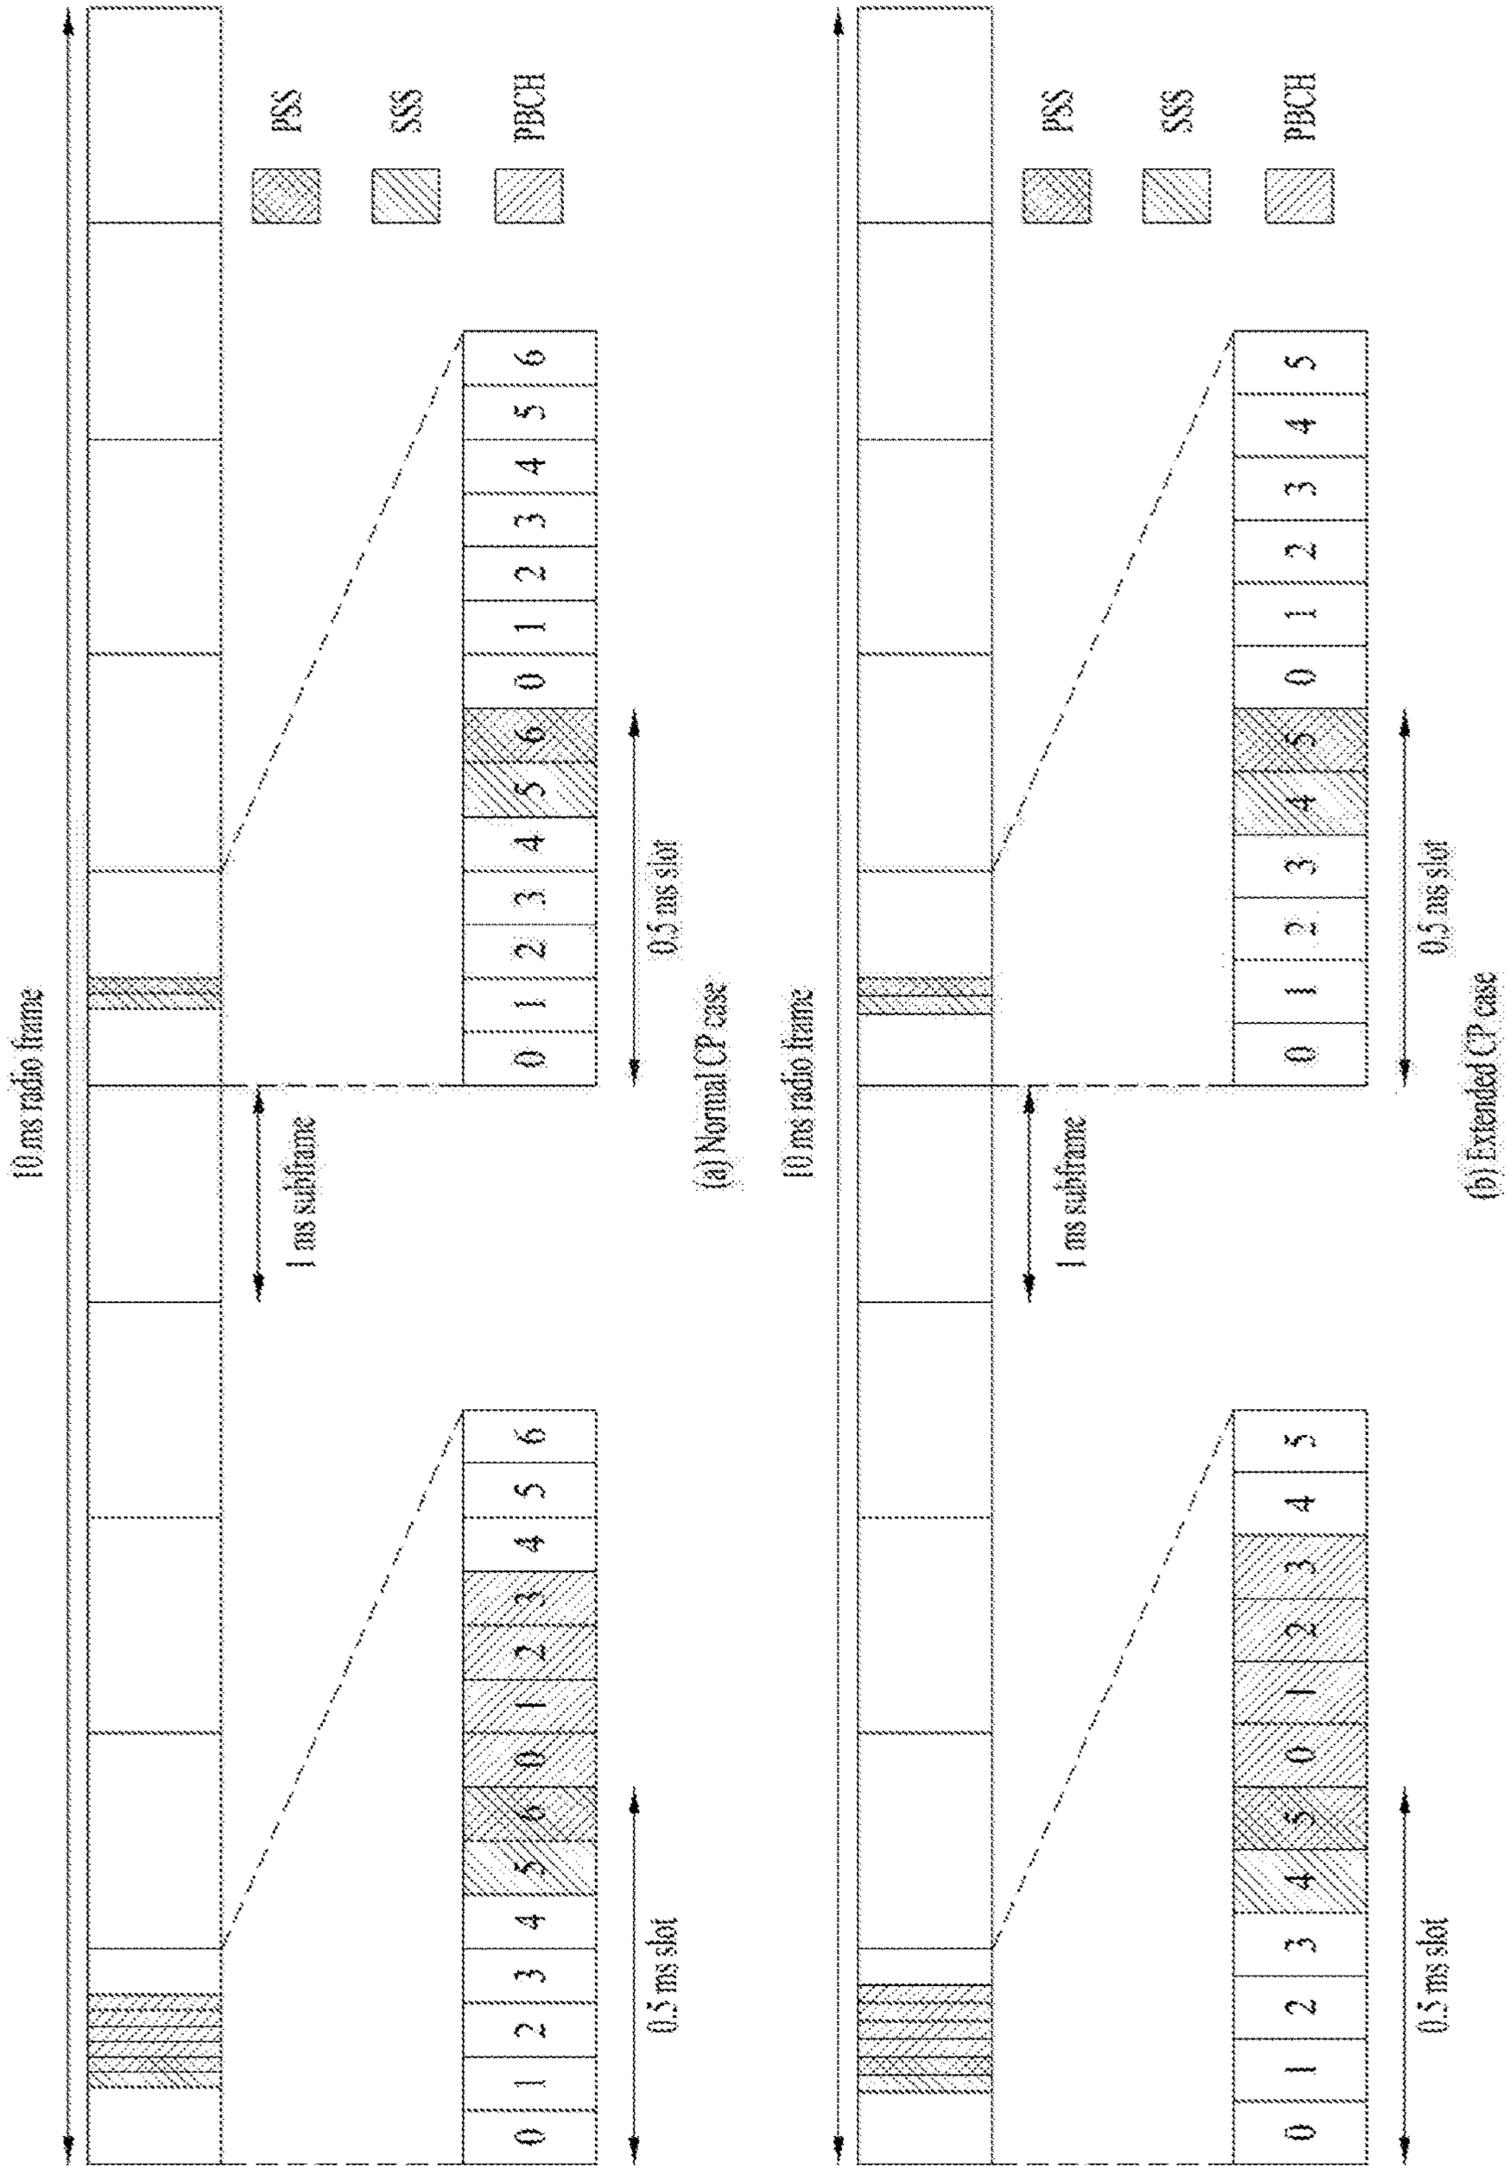 10 ms radio frame
PSS
SSS
PBCH
1 ms subframe
0 1 2 3 4 5 6 0 1 2 3 4 5 6
0 1 2 3 4 5 6 0 1 2 3 4 5 6
0.5 ms slot
0.5 ms slot
(a) Normal CP case
10 ms radio frame
PSS
SSS
PBCH
1 ms subframe
0 1 2 3 4 5 0 1 2 3 4 5
0 1 2 3 4 5 0 1 2 3 4 5
0.5 ms slot
0.5 ms slot
(b) Extended CP case